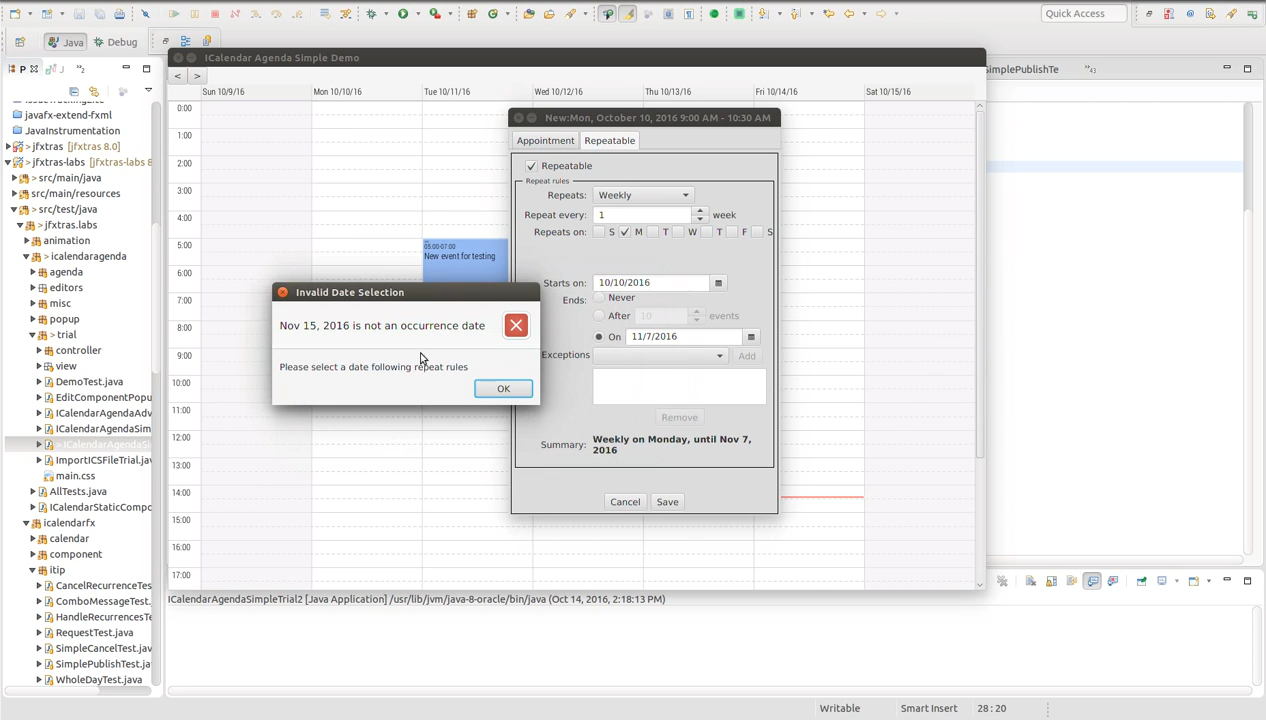 Quick Access
Java
Debug
P
J
»2
ICalendar Agenda Simple Demo
SimplePublishTe
»43
<
>
Sun 10/9/16
Mon 10/10/16
Tue 10/11/16
Wed 10/12/16
Thu 10/13/16
Fri 10/14/16
Sat 10/15/16
javafx-extend-fxml
JavaInstrumentation
> jfxtras [jfxtras 8.0]
> jfxtras-labs [jfxtras-labs 8
> src/main/java
src/main/resources
> src/test/java
> jfxtras.labs
animation
> icalendaragenda
agenda
editors
misc
popup
> trial
controller
view
DemoTest.java
EditComponentPopu
ICalendarAgendaAdv
ICalendarAgendaSim
> ICalendarAgendaSi
ImportICSFileTrial.jav
main.css
AllTests.java
ICalendarStaticCompo
icalendarfx
calendar
component
itip
CancelRecurrenceTes
ComboMessageTest.
HandleRecurrencesTe
RequestTest.java
SimpleCancelTest.jav
SimplePublishTest.ja
WholeDayTest.java
0:00
1:00
2:00
3:00
4:00
5:00
6:00
7:00
8:00
9:00
10:00
11:00
12:00
13:00
14:00
15:00
16:00
17:00
05:00-07:00
New event for testing
New:Mon, October 10, 2016 9:00 AM - 10:30 AM
Appointment
Repeatable
Repeatable
Repeat rules
Repeats: Weekly
Repeat every: 1 week
Repeats on: S M T W T F S
Starts on: 10/10/2016
Ends: Never
After 10 events
On 11/7/2016
Exceptions Add
Remove
Summary: Weekly on Monday, until Nov 7,
2016
Cancel Save
Invalid Date Selection
Nov 15, 2016 is not an occurrence date
Please select a date following repeat rules
OK
ICalendarAgendaSimpleTrial2 [Java Application] /usr/lib/jvm/java-8-oracle/bin/java (Oct 14, 2016, 2:18:13 PM)
Writable
Smart Insert
28 : 20